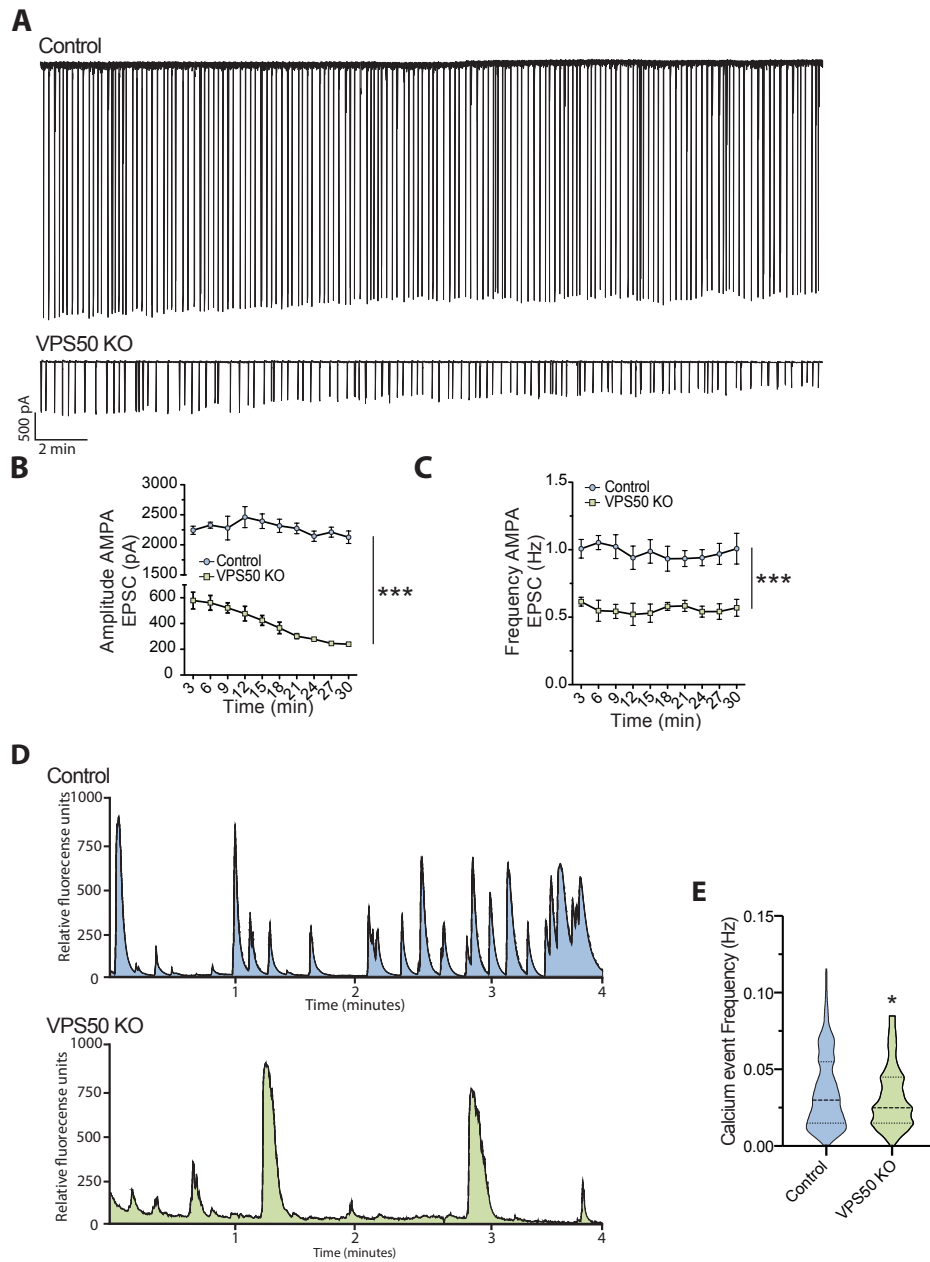 A
Control
VPS50 KO
500 pA
2 min
B
Amplitude AMPA
EPSC (pA)
3000
2500
2000
1500
600
400
200
0
Control
VPS50 KO
***
3 6 9 12 15 18 21 24 27 30
Time (min)
C
Frequency AMPA
EPSC (Hz)
1.5
1.0
0.5
0.0
Control
VPS50 KO
***
3 6 9 12 15 18 21 24 27 30
Time (min)
D
Control
Relative fluorecense units
1000
750
500
250
0
1 2 3 4
Time (minutes)
VPS50 KO
Relative fluorecense units
1000
750
500
250
0
1 2 3 4
Time (minutes)
E
Calcium event Frequency (Hz)
0.15
0.10
0.05
0.00
*
Control
VPS50 KO